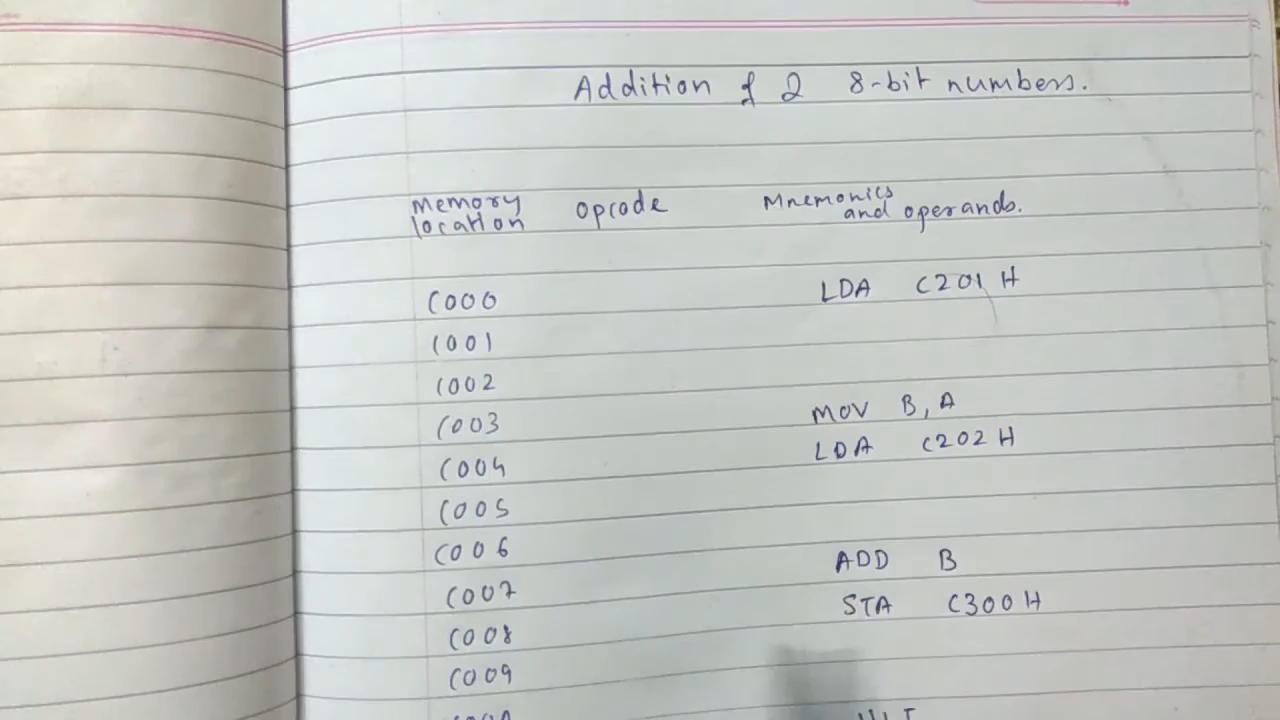 Addition of 2 8-bit numbers.
Memory location opcode Mnemonics and operands.
C000 LDA C201 H
C001
C002
C003 MOV B, A
C004 LDA C202 H
C005
C006
C007 ADD B
C008 STA C300 H
C009